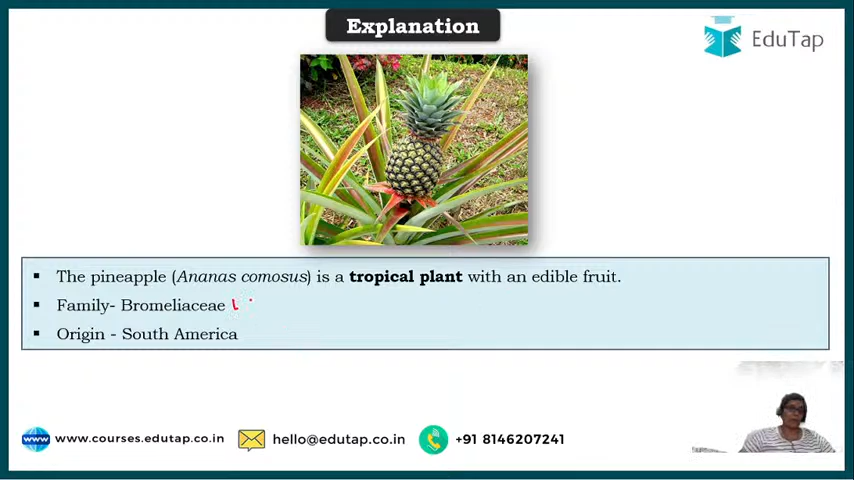 Explanation
EduTap
▪ The pineapple (Ananas comosus) is a tropical plant with an edible fruit.
▪ Family- Bromeliaceae
▪ Origin - South America
www.courses.edutap.co.in
hello@edutap.co.in
+91 8146207241